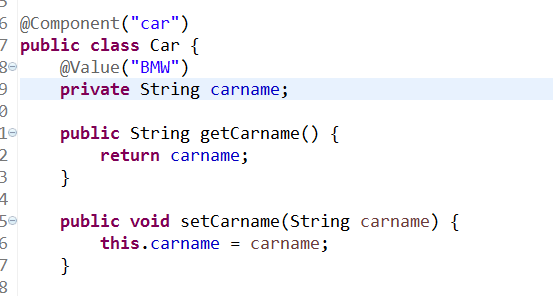 6 @Component("car")
7 public class Car {
8 @Value("BMW")
9 private String carname;
0
1 public String getCarname() {
2 return carname;
3 }
4
5 public void setCarname(String carname) {
6 this.carname = carname;
7 }
8